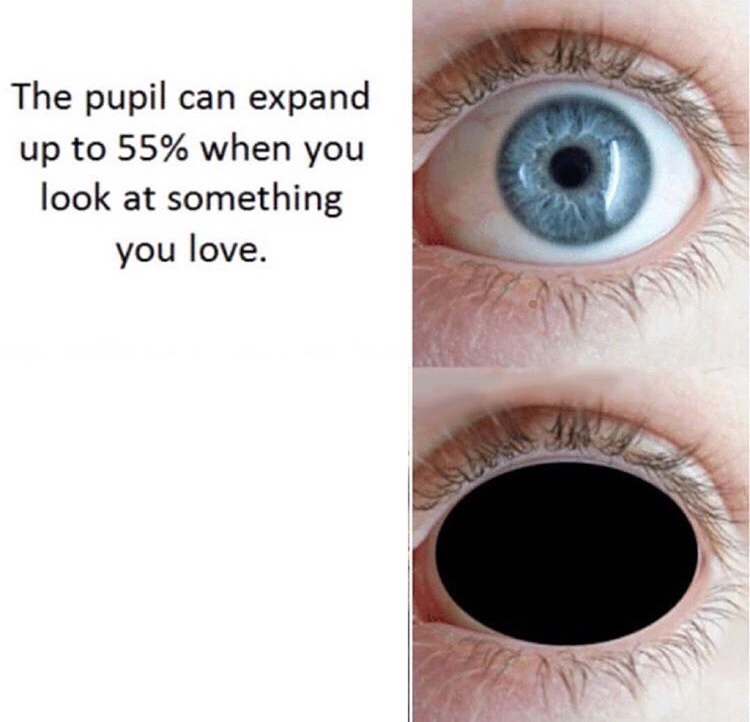 The pupil can expand
up to 55% when you
look at something
you love.